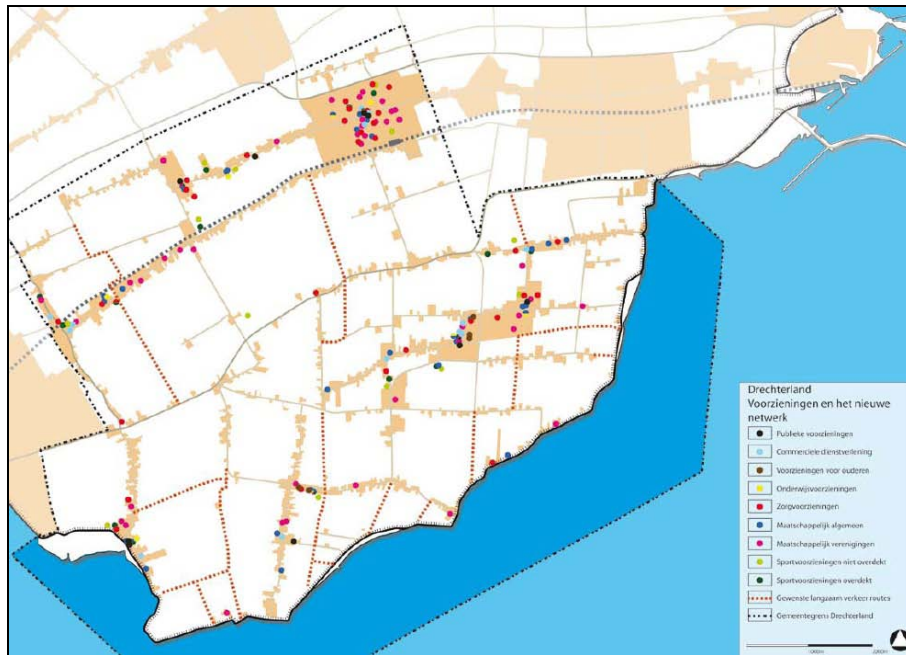 Drechterland
Voorzieningen en het nieuwe
netwerk
Publieke voorzieningen
Commerciele dienstverlening
Voorzieningen voor ouderen
Onderwijsvoorzieningen
Zorgvoorzieningen
Maatschappelijk algemeen
Maatschappelijk verenigingen
Sportvoorzieningen niet overdekt
Sportvoorzieningen overdekt
Gewenste langzaam verkeer routes
Gemeentegrens Drechterland